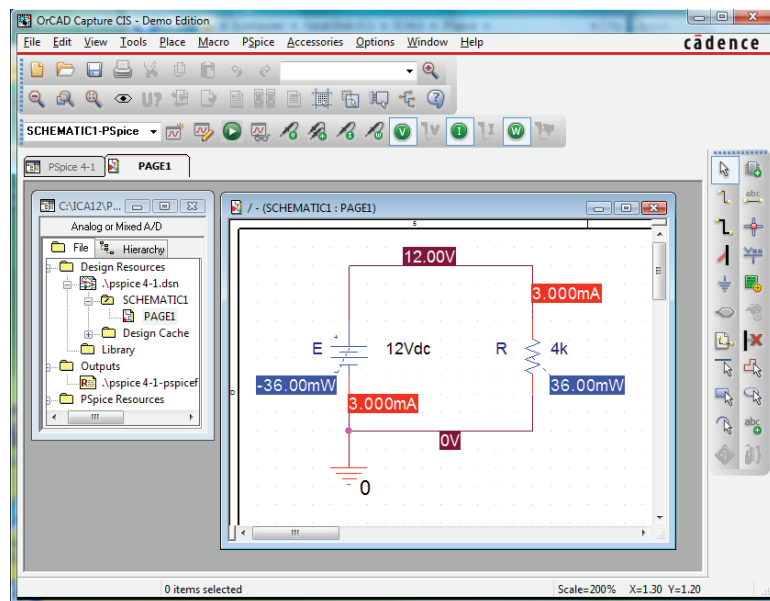 OrCAD Capture CIS - Demo Edition
File Edit View Tools Place Macro PSpice Accessories Options Window Help
cādence
U?
SCHEMATIC1-PSpice
V V I I W
PSpice 4-1 PAGE1
C:\ICA12\P...
Analog or Mixed A/D
File Hierarchy
Design Resources
.\pspice 4-1.dsn
SCHEMATIC1
PAGE1
Design Cache
Library
Outputs
.\pspice 4-1-pspicef
PSpice Resources
/ - (SCHEMATIC1 : PAGE1)
5
12.00V
3.000mA
E 12Vdc R 4k
-36.00mW 36.00mW
3.000mA
0V
0
abc
abc
0 items selected Scale=200% X=1.30 Y=1.20